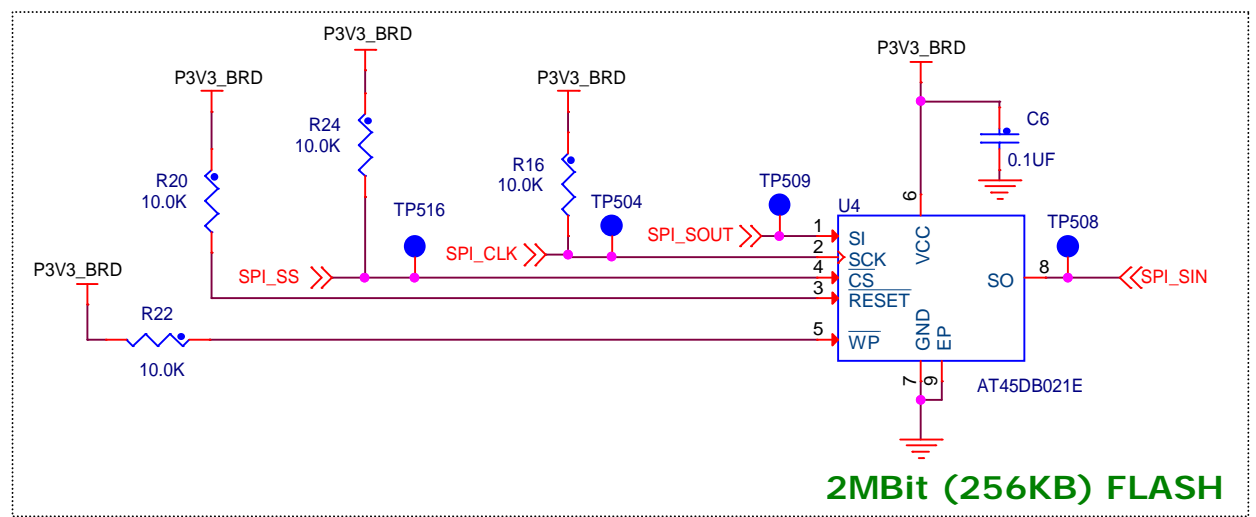 P3V3_BRD
P3V3_BRD
P3V3_BRD
P3V3_BRD
R24
10.0K
C6
0.1UF
R16
10.0K
R20
10.0K
TP509
TP504
TP516
U4
TP508
6
VCC
SPI_SOUT
1
SI
SPI_CLK
2
SCK
P3V3_BRD
SPI_SS
4
CS
SO
8
SPI_SIN
3
RESET
R22
10.0K
5
WP
GND
EP
7
9
AT45DB021E
2MBit (256KB) FLASH